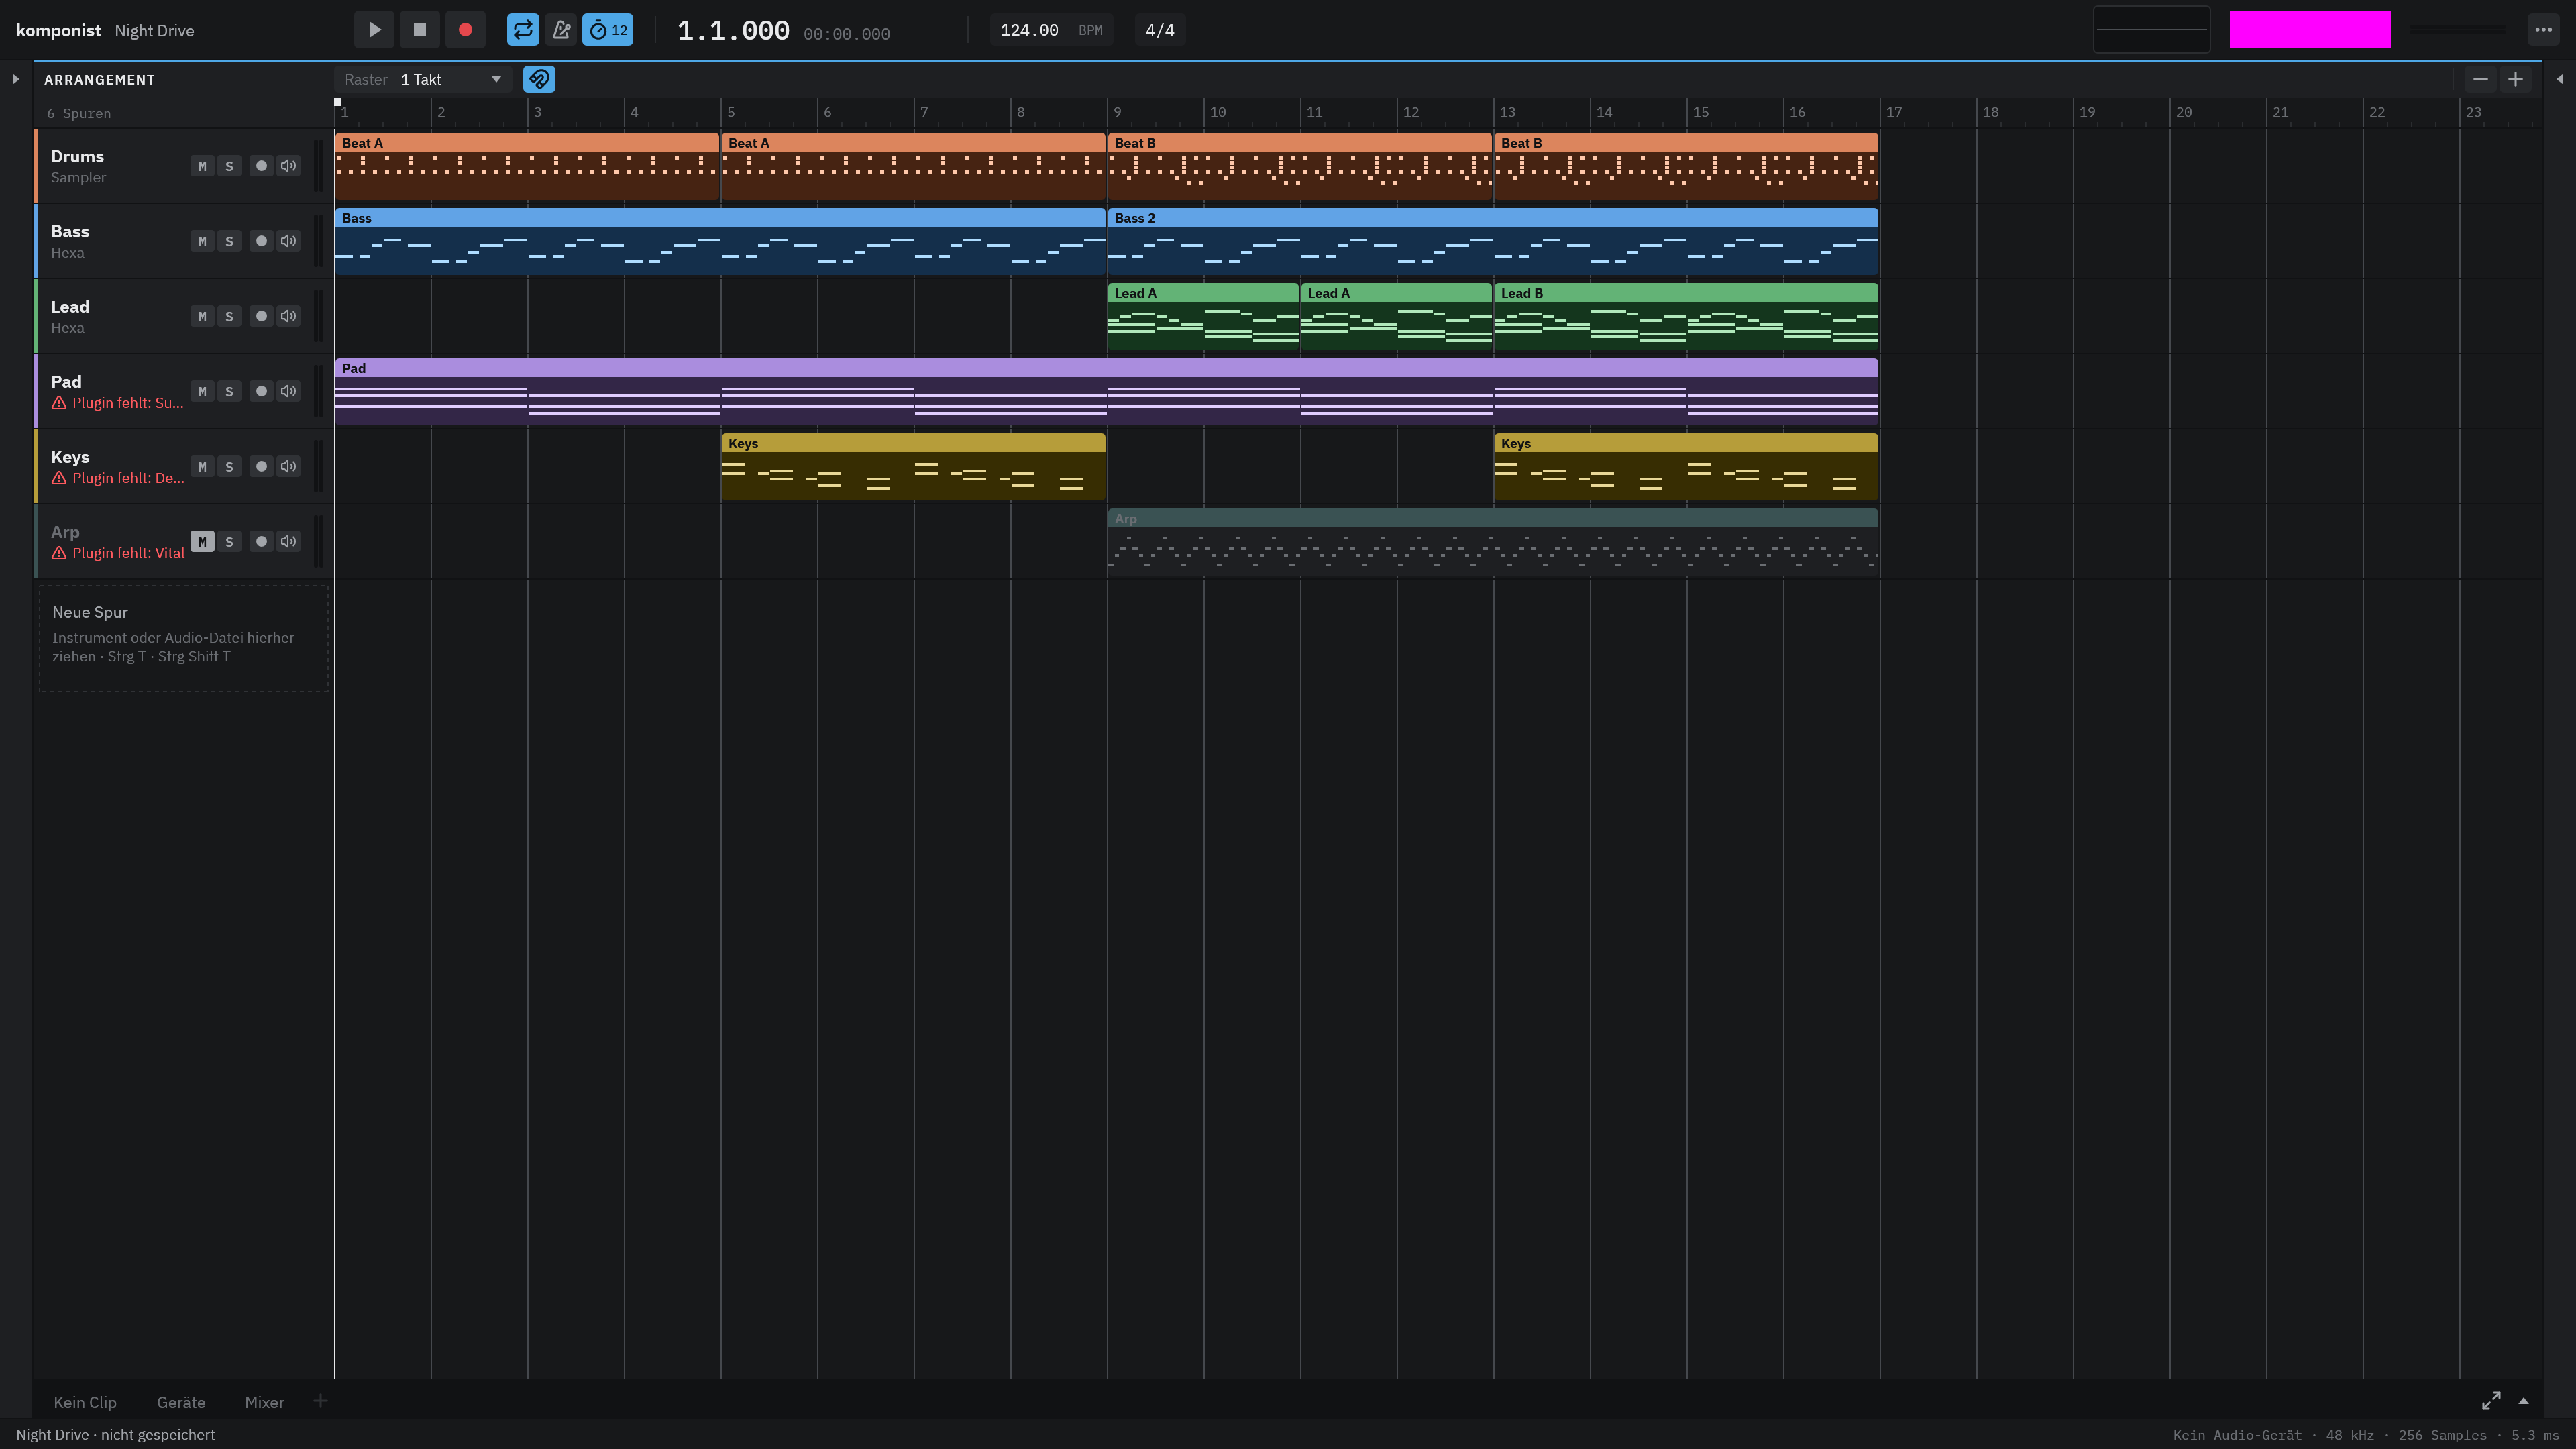 komponist Night Drive 12 1.1.000 00:00.000 124.00 BPM 4/4
ARRANGEMENT Raster 1 Takt
6 Spuren 1 2 3 4 5 6 7 8 9 10 11 12 13 14 15 16 17 18 19 20 21 22 23
Drums
Sampler
M S
Beat A Beat A Beat B Beat B
Bass
Hexa
M S
Bass Bass 2
Lead
Hexa
M S
Lead A Lead A Lead B
Pad
Plugin fehlt: Su...
M S
Pad
Keys
Plugin fehlt: De...
M S
Keys Keys
Arp
Plugin fehlt: Vital
M S
Arp
Neue Spur
Instrument oder Audio-Datei hierher
ziehen · Strg T · Strg Shift T
Kein Clip Geräte Mixer
Night Drive · nicht gespeichert Kein Audio-Gerät · 48 kHz · 256 Samples · 5.3 ms